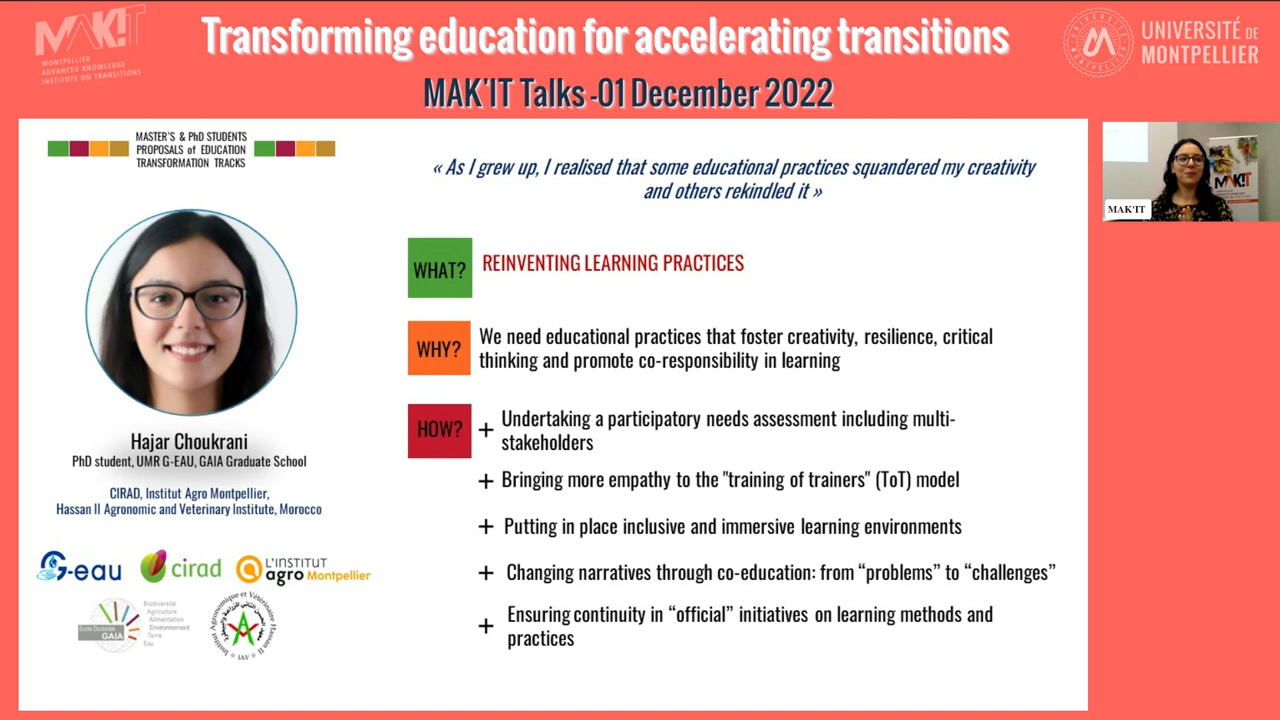 MAK!T
MONTPELLIER
ADVANCED KNOWLEDGE
INSTITUTE ON TRANSITIONS
Transforming education for accelerating transitions
MAK'IT Talks -01 December 2022
UNIVERSITÉ DE
MONTPELLIER
MASTER'S & PhD STUDENTS
PROPOSALS of EDUCATION
TRANSFORMATION TRACKS
« As I grew up, I realised that some educational practices squandered my creativity
and others rekindled it »
WHAT?
REINVENTING LEARNING PRACTICES
WHY?
We need educational practices that foster creativity, resilience, critical
thinking and promote co-responsibility in learning
HOW?
+ Undertaking a participatory needs assessment including multi-
stakeholders
+ Bringing more empathy to the "training of trainers" (ToT) model
+ Putting in place inclusive and immersive learning environments
+ Changing narratives through co-education: from “problems” to “challenges”
+ Ensuring continuity in “official” initiatives on learning methods and
practices
Hajar Choukrani
PhD student, UMR G-EAU, GAIA Graduate School
CIRAD, Institut Agro Montpellier,
Hassan II Agronomic and Veterinary Institute, Morocco
G-eau
cirad
L'INSTITUT
agro Montpellier
Ecole Doctorale
GAIA
Biodiversité
Agriculture
Alimentation
Environnement
Terre
Eau
Institut Agronomique et Vétérinaire Hassan II
IAV
MAK'IT
MAK!T